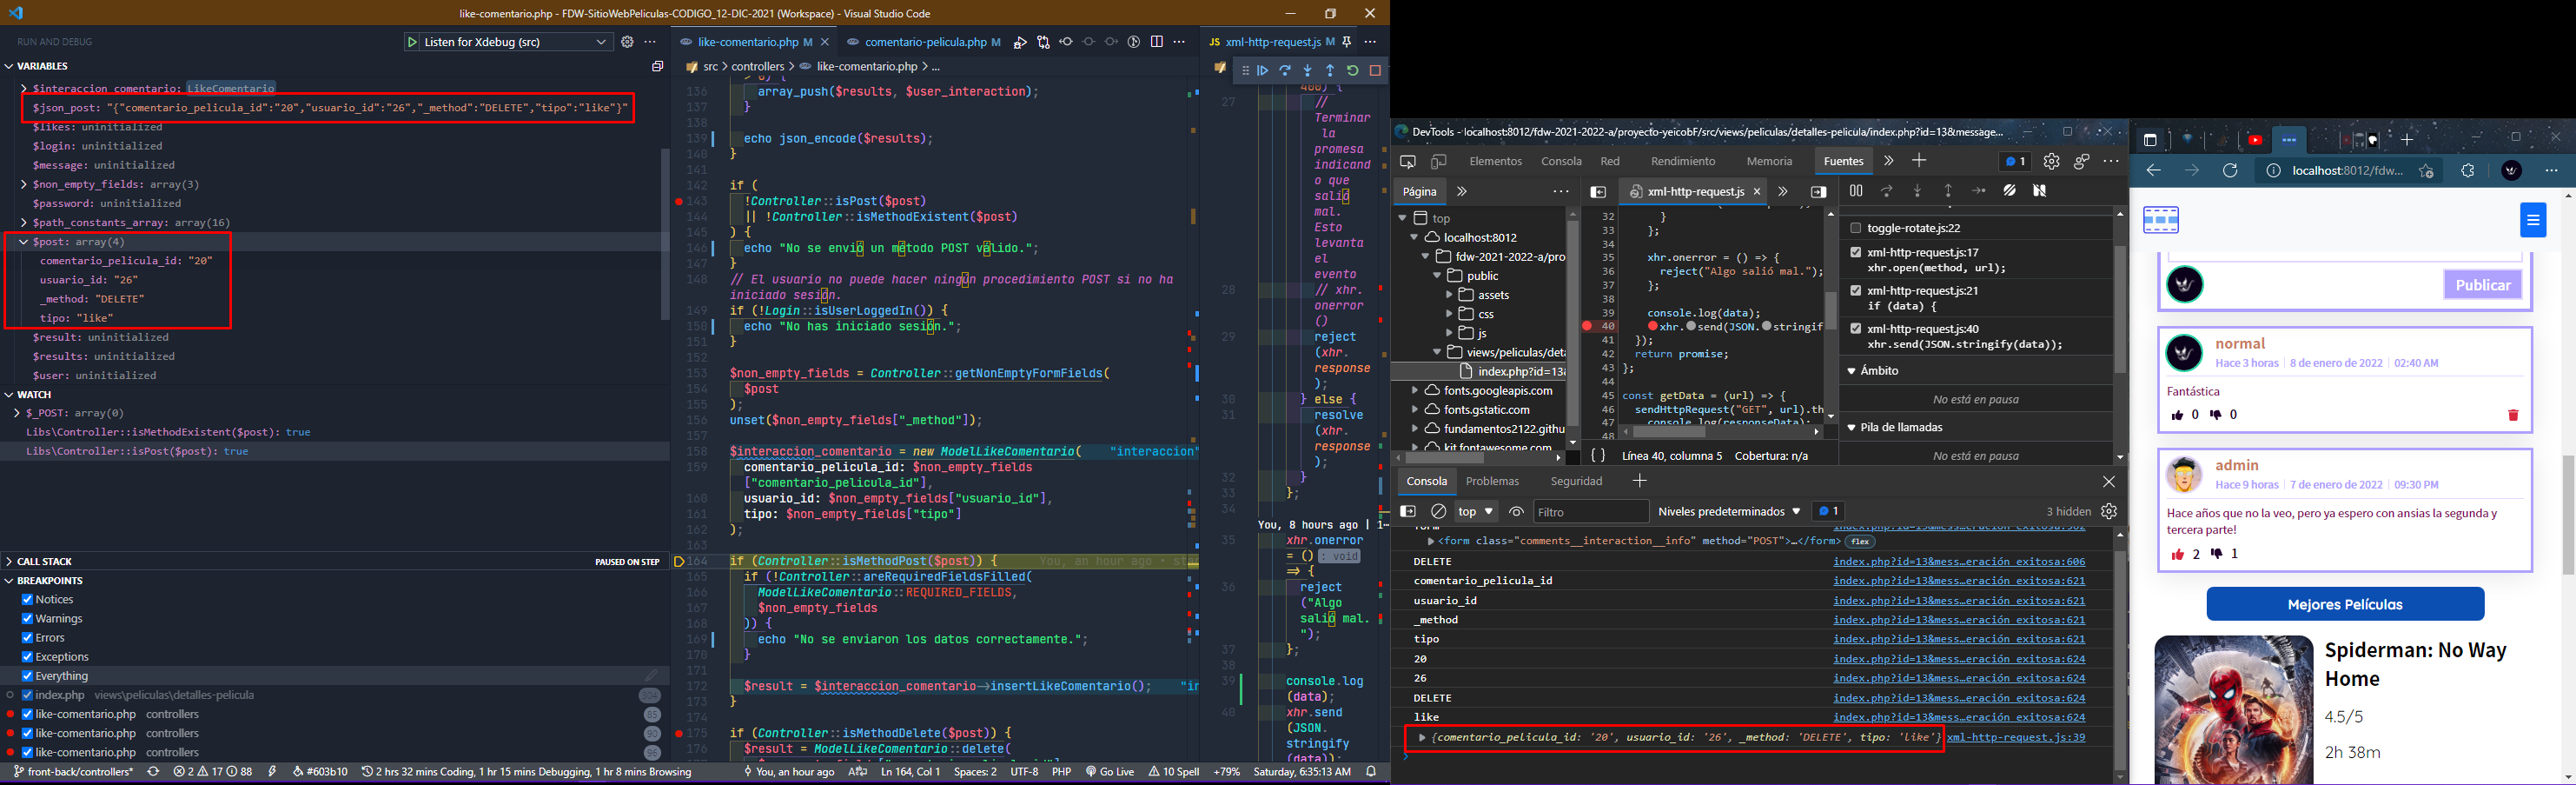 like-comentario.php - FDW-SitioWebPeliculas-CODIGO_12-DIC-2021 (Workspace) - Visual Studio Code
RUN AND DEBUG
Listen for Xdebug (src)
VARIABLES
$interaccion_comentario: LikeComentario
$json_post: "{"comentario_pelicula_id":"20","usuario_id":"26","_method":"DELETE","tipo":"like"}"
$likes: uninitialized
$login: uninitialized
$message: uninitialized
$non_empty_fields: array(3)
$password: uninitialized
$path_constants_array: array(16)
$post: array(4)
comentario_pelicula_id: "20"
usuario_id: "26"
_method: "DELETE"
tipo: "like"
$result: uninitialized
$results: uninitialized
$user: uninitialized
WATCH
$_POST: array(0)
Libs\Controller::isMethodExistent($post): true
Libs\Controller::isPost($post): true
CALL STACK PAUSED ON STEP
BREAKPOINTS
Notices
Warnings
Errors
Exceptions
Everything
index.php views\peliculas\detalles-pelicula 304
like-comentario.php controllers 85
like-comentario.php controllers 90
like-comentario.php controllers 96
like-comentario.php M
comentario-pelicula.php M
src > controllers > like-comentario.php > ...
> 0) {
136 array_push($results, $user_interaction);
137 }
138
139 echo json_encode($results);
140 }
141
142 if (
143 !Controller::isPost($post)
144 || !Controller::isMethodExistent($post)
145 ) {
146 echo "No se envió un método POST válido.";
147 }
148 // El usuario no puede hacer ningún procedimiento POST si no ha
iniciado sesión.
149 if (!Login::isUserLoggedIn()) {
150 echo "No has iniciado sesión.";
151 }
152
153 $non_empty_fields = Controller::getNonEmptyFormFields(
154 $post
155 );
156 unset($non_empty_fields["_method"]);
157
158 $interaccion_comentario = new ModelLikeComentario( "interaccion"
159 comentario_pelicula_id: $non_empty_fields
["comentario_pelicula_id"],
160 usuario_id: $non_empty_fields["usuario_id"],
161 tipo: $non_empty_fields["tipo"]
162 );
163
164 if (Controller::isMethodPost($post)) { You, an hour ago • st
165 if (!Controller::areRequiredFieldsFilled(
166 ModelLikeComentario::REQUIRED_FIELDS,
167 $non_empty_fields
168 )) {
169 echo "No se enviaron los datos correctamente.";
170 }
171
172 $result = $interaccion_comentario->insertLikeComentario(); "in
173 }
174
175 if (Controller::isMethodDelete($post)) {
176 $result = ModelLikeComentario::delete(
JS xml-http-request.js M
400) {
27 //
Terminar
la
promesa
indicand
o que
salió
mal.
Esto
levanta
el
evento
28 // xhr.
onerror
()
29 reject
(xhr.
response
);
30 } else {
31 resolve
(xhr.
response
);
32 }
33 };
34
You, 8 hours ago | 1…
35 xhr.onerror
= () : void
=> {
36 reject
("Algo
salió mal.
");
37 };
38
39 console.log
(data);
40 xhr.send
(JSON.
stringify
(data));
front-back/controllers*
2 17 88
#603b10
2 hrs 32 mins Coding, 1 hr 15 mins Debugging, 1 hr 8 mins Browsing
You, an hour ago
Ln 164, Col 1
Spaces: 2
UTF-8
PHP
Go Live
10 Spell
+79%
Saturday, 6:35:13 AM
DevTools - localhost:8012/fdw-2021-2022-a/proyecto-yeicobf/src/views/peliculas/detalles-pelicula/index.php?id=13&message...
Elementos Consola Red Rendimiento Memoria Fuentes 1
Página
xml-http-request.js
top
localhost:8012
fdw-2021-2022-a/pro
public
assets
css
js
views/peliculas/deta
index.php?id=13&
fonts.googleapis.com
fonts.gstatic.com
fundamentos2122.githu
kit.fontawesome.com
32 }
33 };
34
35 xhr.onerror = () => {
36 reject("Algo salió mal.");
37 };
38
39 console.log(data);
40 xhr.send(JSON.stringif
41 });
42 return promise;
43 };
44
45 const getData = (url) => {
46 sendHttpRequest("GET", url).th
47 console.log(responseData);
48
{ } Línea 40, columna 5 Cobertura: n/a
toggle-rotate.js:22
xml-http-request.js:17
xhr.open(method, url);
xml-http-request.js:21
if (data) {
xml-http-request.js:40
xhr.send(JSON.stringify(data));
Ámbito
No está en pausa
Pila de llamadas
No está en pausa
Consola Problemas Seguridad
top Filtro Niveles predeterminados 1 3 hidden
form
<form class="comments__interaction__info" method="POST">…</form> flex
DELETE index.php?id=13&mess…eración exitosa:606
comentario_pelicula_id index.php?id=13&mess…eración exitosa:621
usuario_id index.php?id=13&mess…eración exitosa:621
_method index.php?id=13&mess…eración exitosa:621
tipo index.php?id=13&mess…eración exitosa:621
20 index.php?id=13&mess…eración exitosa:624
26 index.php?id=13&mess…eración exitosa:624
DELETE index.php?id=13&mess…eración exitosa:624
like index.php?id=13&mess…eración exitosa:624
{comentario_pelicula_id: '20', usuario_id: '26', _method: 'DELETE', tipo: 'like'} xml-http-request.js:39
localhost:8012/fdw...
Publicar
normal
Hace 3 horas | 8 de enero de 2022 | 02:40 AM
Fantástica
0 0
admin
Hace 9 horas | 7 de enero de 2022 | 09:30 PM
Hace años que no la veo, pero ya espero con ansias la segunda y
tercera parte!
2 1
Mejores Películas
Spiderman: No Way
Home
4.5/5
2h 38m